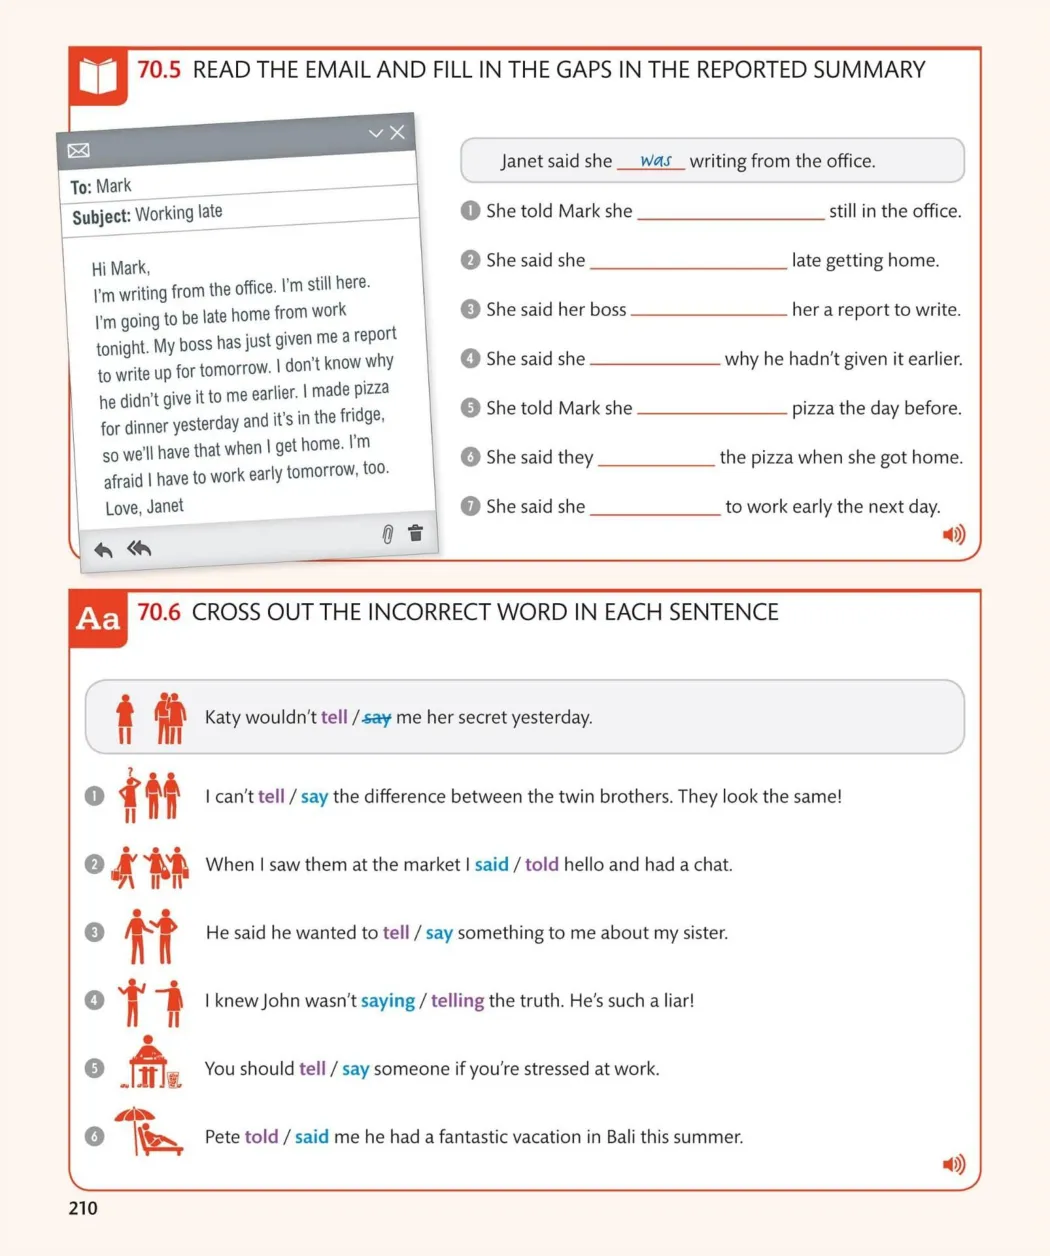 70.5 READ THE EMAIL AND FILL IN THE GAPS IN THE REPORTED SUMMARY
To: Mark
Subject: Working late
Hi Mark,
I'm writing from the office. I'm still here.
I'm going to be late home from work
tonight. My boss has just given me a report
to write up for tomorrow. I don't know why
he didn't give it to me earlier. I made pizza
for dinner yesterday and it's in the fridge,
so we'll have that when I get home. I'm
afraid I have to work early tomorrow, too.
Love, Janet
Janet said she was writing from the office.
1 She told Mark she ____ still in the office.
2 She said she ____ late getting home.
3 She said her boss ____ her a report to write.
4 She said she ____ why he hadn't given it earlier.
5 She told Mark she ____ pizza the day before.
6 She said they ____ the pizza when she got home.
7 She said she ____ to work early the next day.
Aa 70.6 CROSS OUT THE INCORRECT WORD IN EACH SENTENCE
Katy wouldn't tell / say me her secret yesterday.
?
1 I can't tell / say the difference between the twin brothers. They look the same!
2 When I saw them at the market I said / told hello and had a chat.
3 He said he wanted to tell / say something to me about my sister.
4 I knew John wasn't saying / telling the truth. He's such a liar!
5 You should tell / say someone if you're stressed at work.
6 Pete told / said me he had a fantastic vacation in Bali this summer.
210